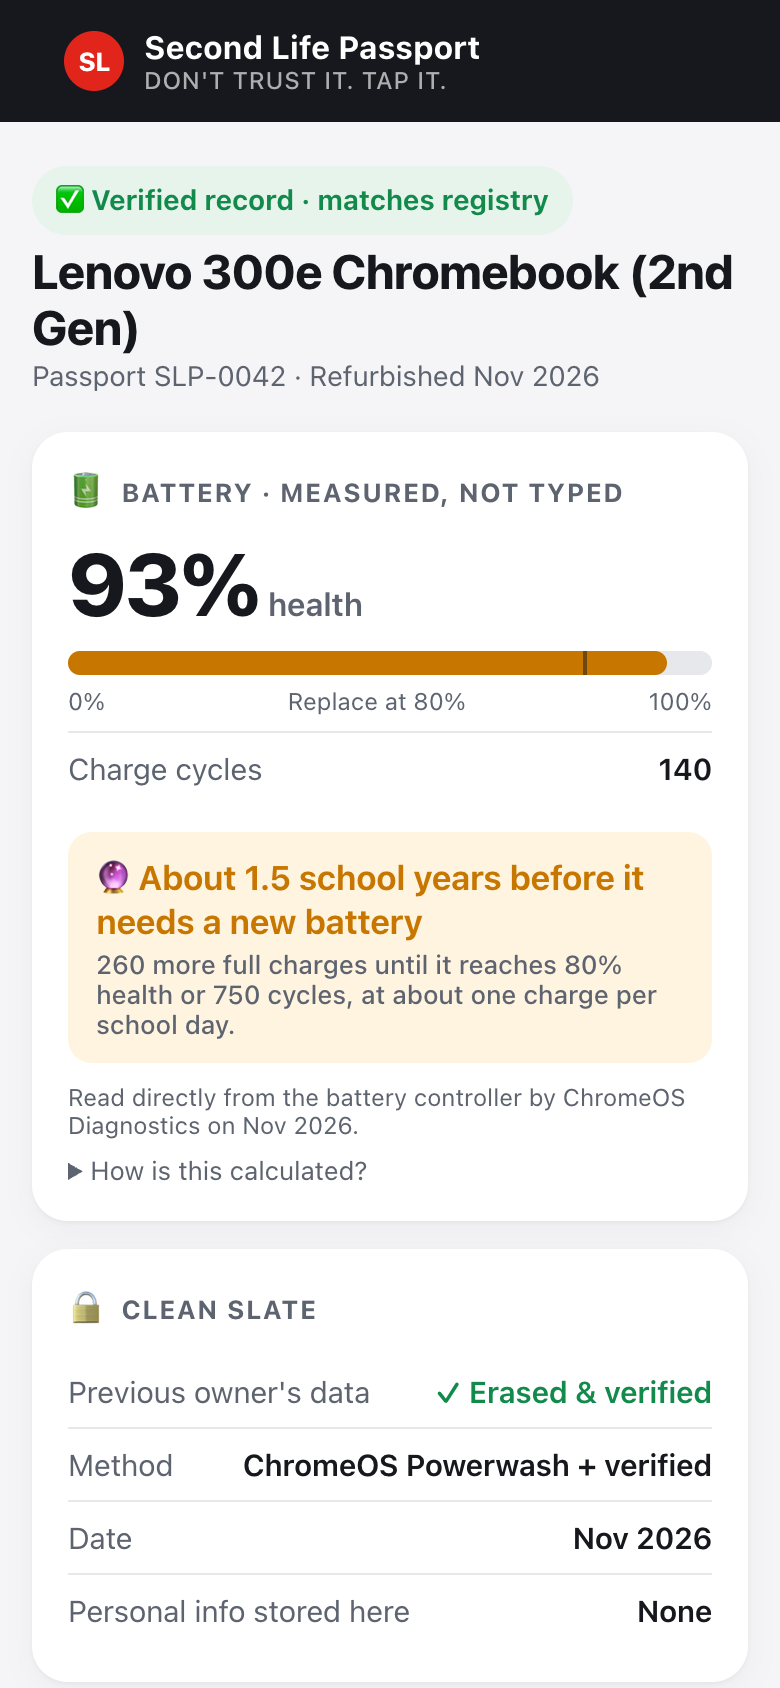 SL
Second Life Passport
DON'T TRUST IT. TAP IT.
✅ Verified record · matches registry
Lenovo 300e Chromebook (2nd
Gen)
Passport SLP-0042 · Refurbished Nov 2026
🔋 BATTERY · MEASURED, NOT TYPED
93% health
0% Replace at 80% 100%
Charge cycles 140
🔮 About 1.5 school years before it
needs a new battery
260 more full charges until it reaches 80%
health or 750 cycles, at about one charge per
school day.
Read directly from the battery controller by ChromeOS
Diagnostics on Nov 2026.
▶ How is this calculated?
🔒 CLEAN SLATE
Previous owner's data ✓ Erased & verified
Method ChromeOS Powerwash + verified
Date Nov 2026
Personal info stored here None